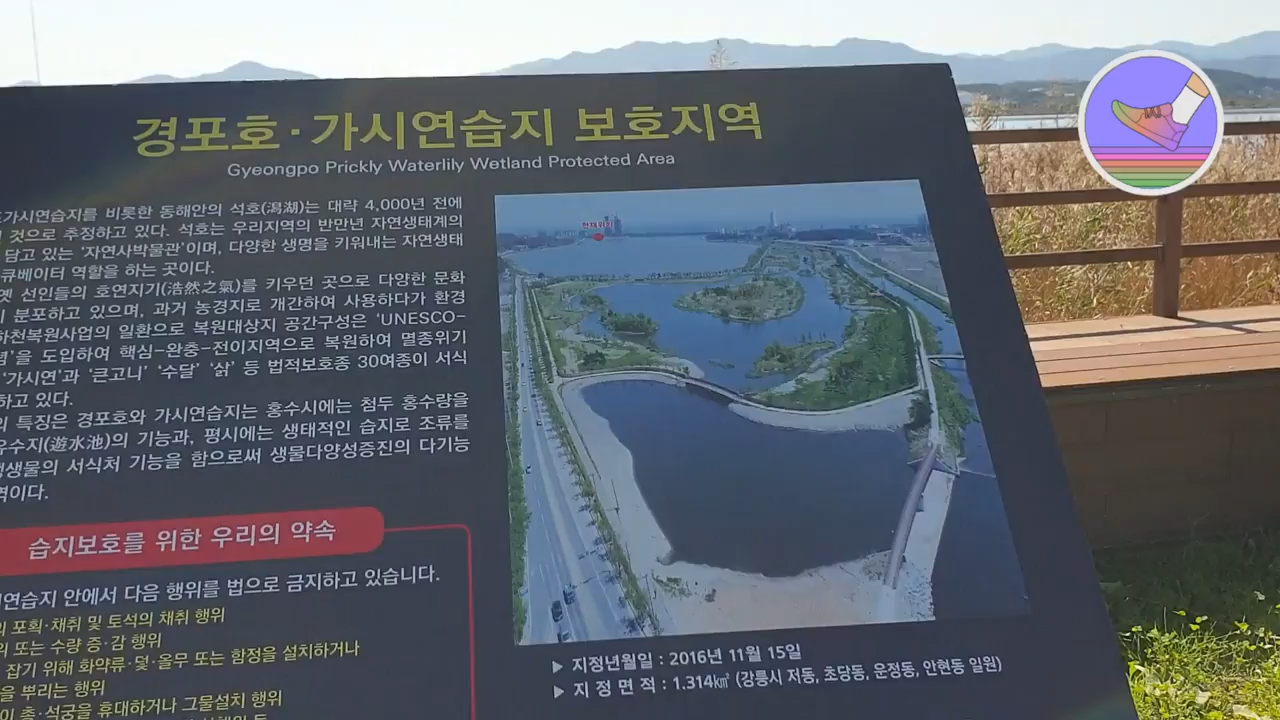 경포호·가시연습지 보호지역
Gyeongpo Prickly Waterlily Wetland Protected Area
가시연습지를 비롯한 동해안의 석호(潟湖)는 대략 4,000년 전에
것으로 추정하고 있다. 석호는 우리지역의 반만년 자연생태계의
담고 있는 '자연사박물관'이며, 다양한 생명을 키워내는 자연생태
큐베이터 역할을 하는 곳이다.
옛 선인들의 호연지기(浩然之氣)를 키우던 곳으로 다양한 문화
분포하고 있으며, 과거 농경지로 개간하여 사용하다가 환경
하천복원사업의 일환으로 복원대상지 공간구성은 'UNESCO-
'을 도입하여 핵심-완충-전이지역으로 복원하여 멸종위기
'가시연'과 '큰고니' '수달' '삵' 등 법적보호종 30여종이 서식
하고 있다.
특징은 경포호와 가시연습지는 홍수시에는 첨두 홍수량을
유수지(遊水池)의 기능과, 평시에는 생태적인 습지로 조류를
생물의 서식처 기능을 함으로써 생물다양성증진의 다기능
역이다.
현재위치
습지보호를 위한 우리의 약속
연습지 안에서 다음 행위를 법으로 금지하고 있습니다.
포획·채취 및 토석의 채취 행위
또는 수량 증·감 행위
잡기 위해 화약류·덫·올무 또는 함정을 설치하거나
을 뿌리는 행위
총·석궁을 휴대하거나 그물설치 행위
▶ 지정년월일 : 2016년 11월 15일
▶ 지 정 면 적 : 1.314㎢ (강릉시 저동, 초당동, 운정동, 안현동 일원)